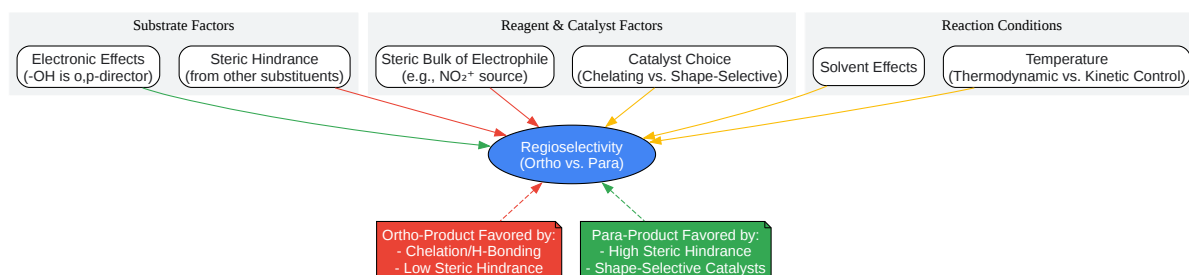 Substrate Factors
Reagent & Catalyst Factors
Reaction Conditions
Electronic Effects
(-OH is o,p-director)
Steric Hindrance
(from other substituents)
Steric Bulk of Electrophile
(e.g., NO₂⁺ source)
Catalyst Choice
(Chelating vs. Shape-Selective)
Solvent Effects
Temperature
(Thermodynamic vs. Kinetic Control)
Regioselectivity
(Ortho vs. Para)
Ortho-Product Favored by:
- Chelation/H-Bonding
- Low Steric Hindrance
Para-Product Favored by:
- High Steric Hindrance
- Shape-Selective Catalysts